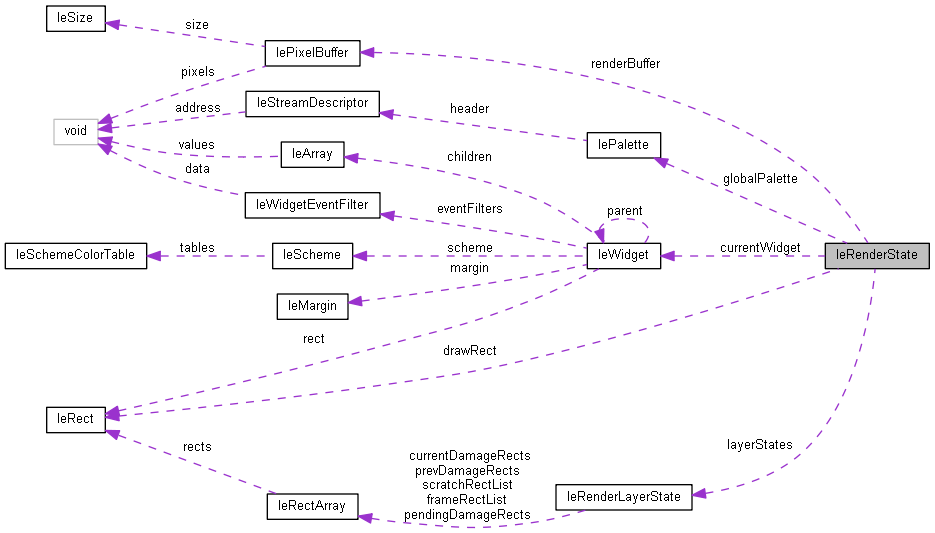 leSize
size
lePixelBuffer
renderBuffer
pixels
leStreamDescriptor
header
address
void
lePalette
values
leArray
children
globalPalette
data
leWidgetEventFilter
eventFilters
parent
leSchemeColorTable
tables
leScheme
scheme
leWidget
currentWidget
leRenderState
margin
leMargin
rect
drawRect
leRect
rects
currentDamageRects
prevDamageRects
scratchRectList
frameRectList
pendingDamageRects
layerStates
leRectArray
leRenderLayerState